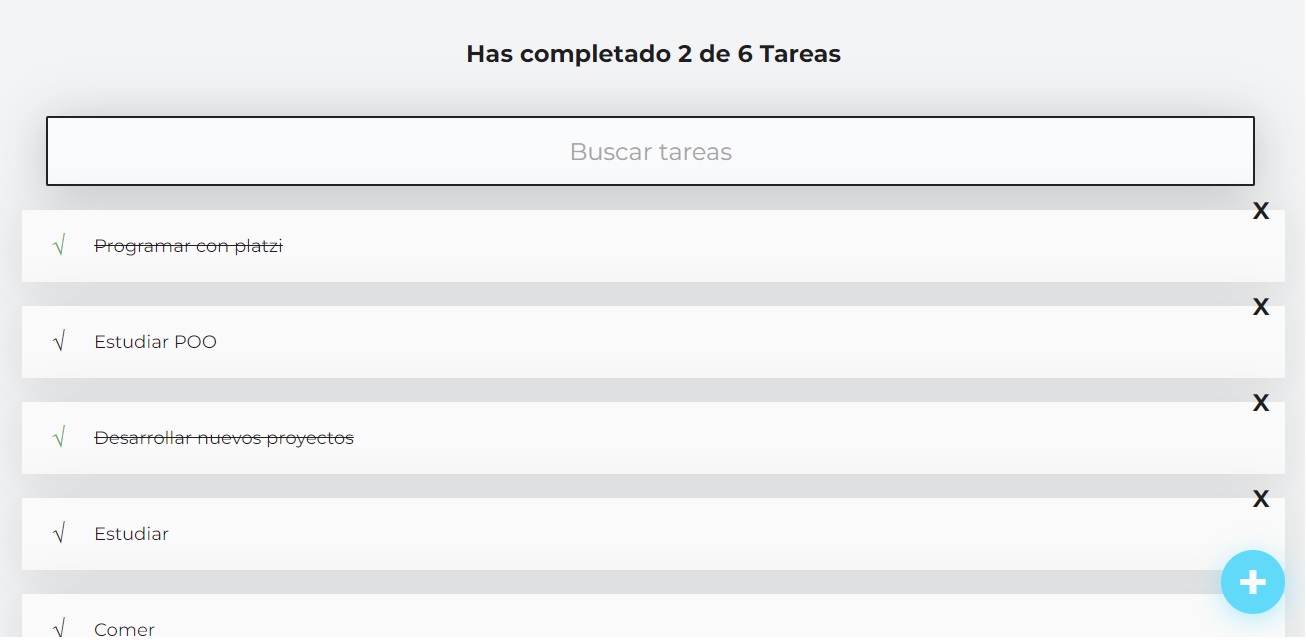 Has completado 2 de 6 Tareas
Buscar tareas
X
√ Programar con platzi
X
√ Estudiar POO
X
√ Desarrollar nuevos proyectos
X
√ Estudiar
√ Comer
+